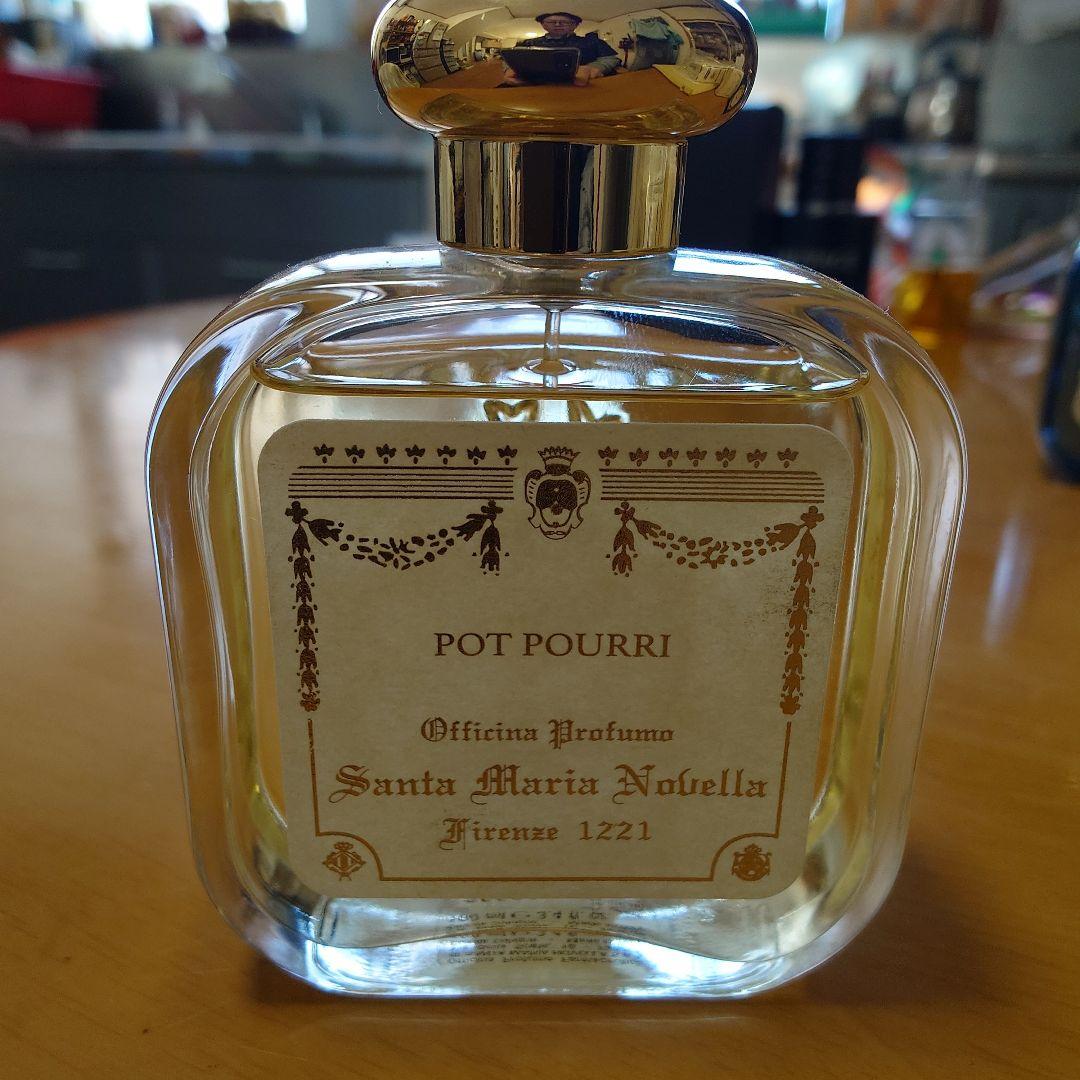 POT POURRI
Officina Profumo
Santa Maria Novella
Firenze 1221